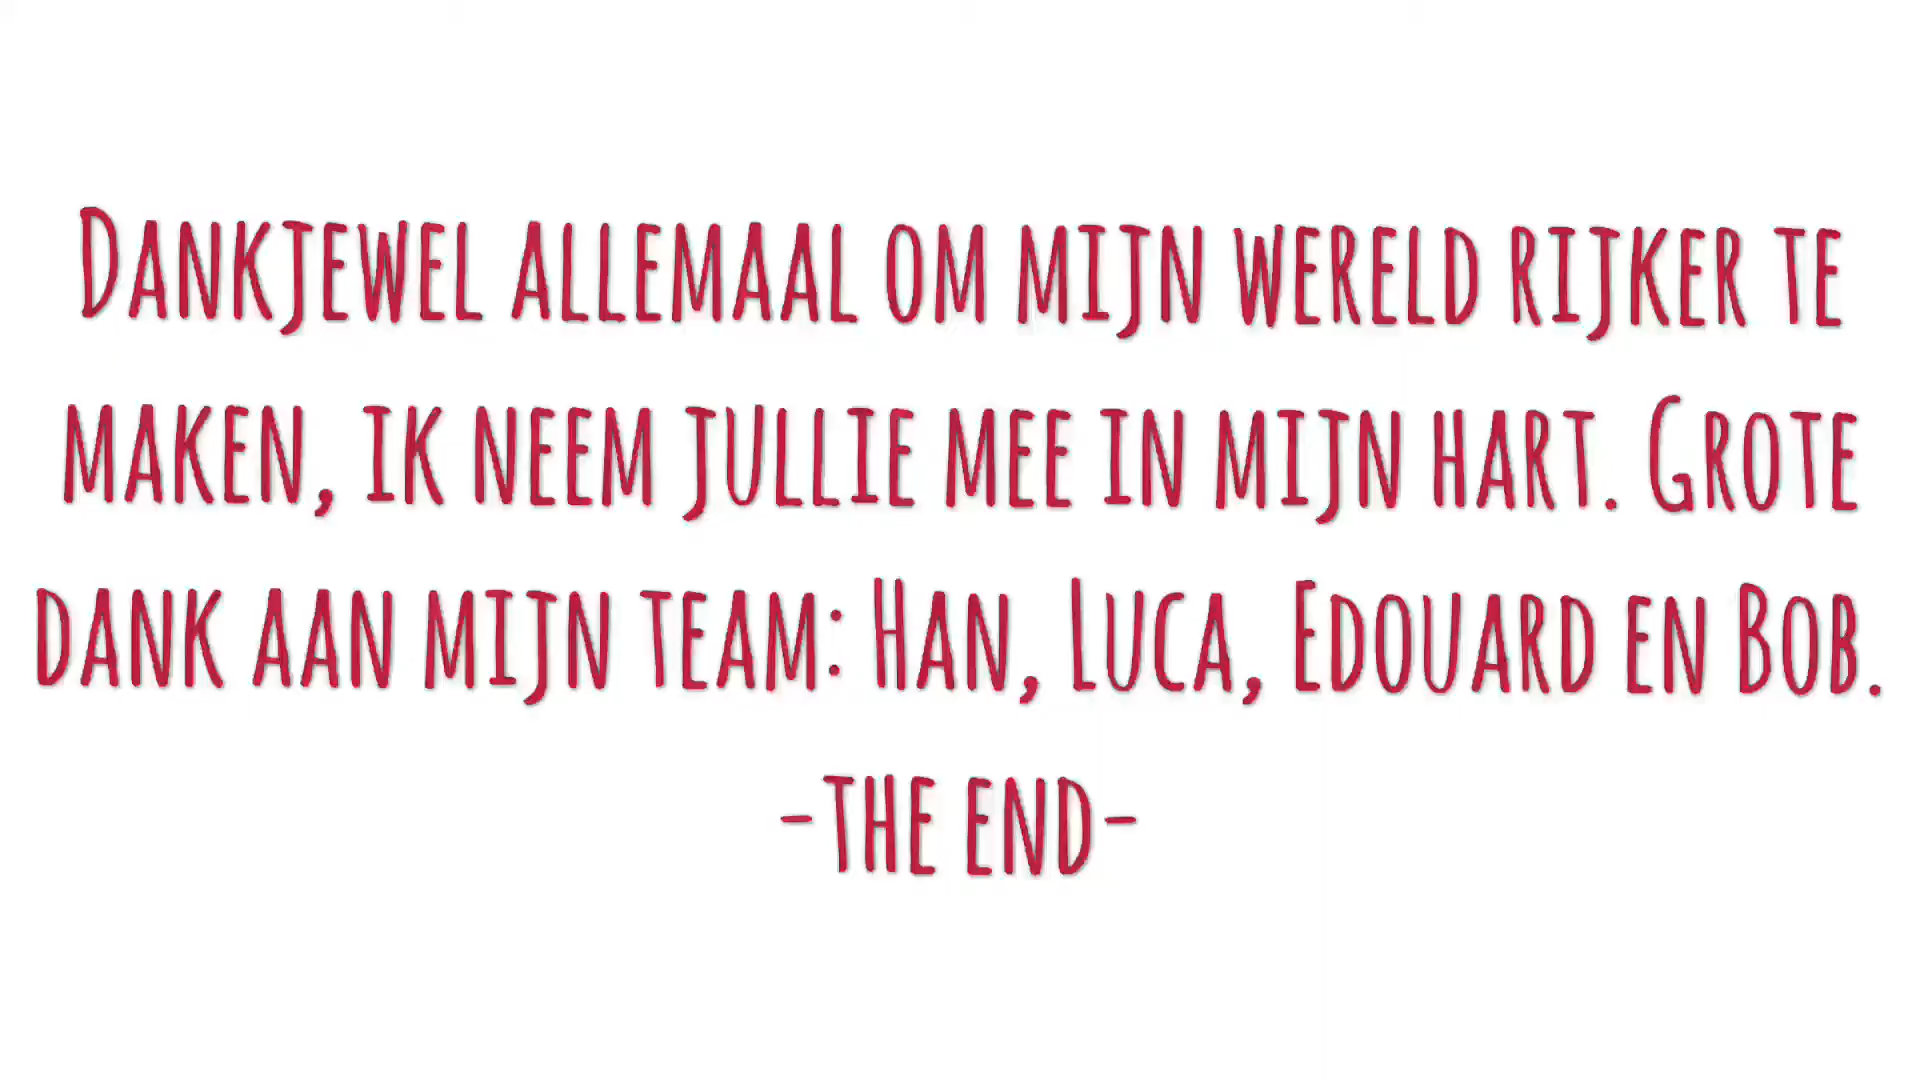 Dankjewel allemaal om mijn wereld rijker te
maken, ik neem jullie mee in mijn hart. Grote
dank aan mijn team: Han, Luca, Edouard en Bob.
-the end-